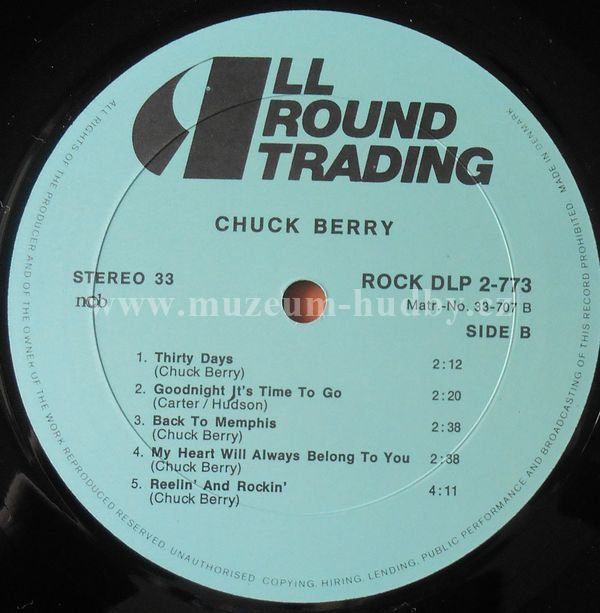 ALL
ROUND
TRADING
CHUCK BERRY
STEREO 33
ncb
ROCK DLP 2-773
Matr.-No. 33-707 B
SIDE B
www.muzeum-hudby.cz
1. Thirty Days 2:12
(Chuck Berry)
2. Goodnight It's Time To Go 2:20
(Carter / Hudson)
3. Back To Memphis 2:38
(Chuck Berry)
4. My Heart Will Always Belong To You 2:38
(Chuck Berry)
5. Reelin' And Rockin' 4:11
(Chuck Berry)
ALL RIGHTS OF THE PRODUCER AND OF THE OWNER OF THE WORK REPRODUCED RESERVED. UNAUTHORISED COPYING, HIRING, LENDING, PUBLIC PERFORMANCE AND BROADCASTING OF THIS RECORD PROHIBITED. MADE IN DENMARK